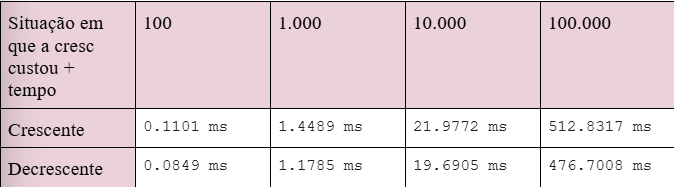 Situação em 100 1.000 10.000 100.000
que a cresc
custou +
tempo
Crescente 0.1101 ms 1.4489 ms 21.9772 ms 512.8317 ms
Decrescente 0.0849 ms 1.1785 ms 19.6905 ms 476.7008 ms